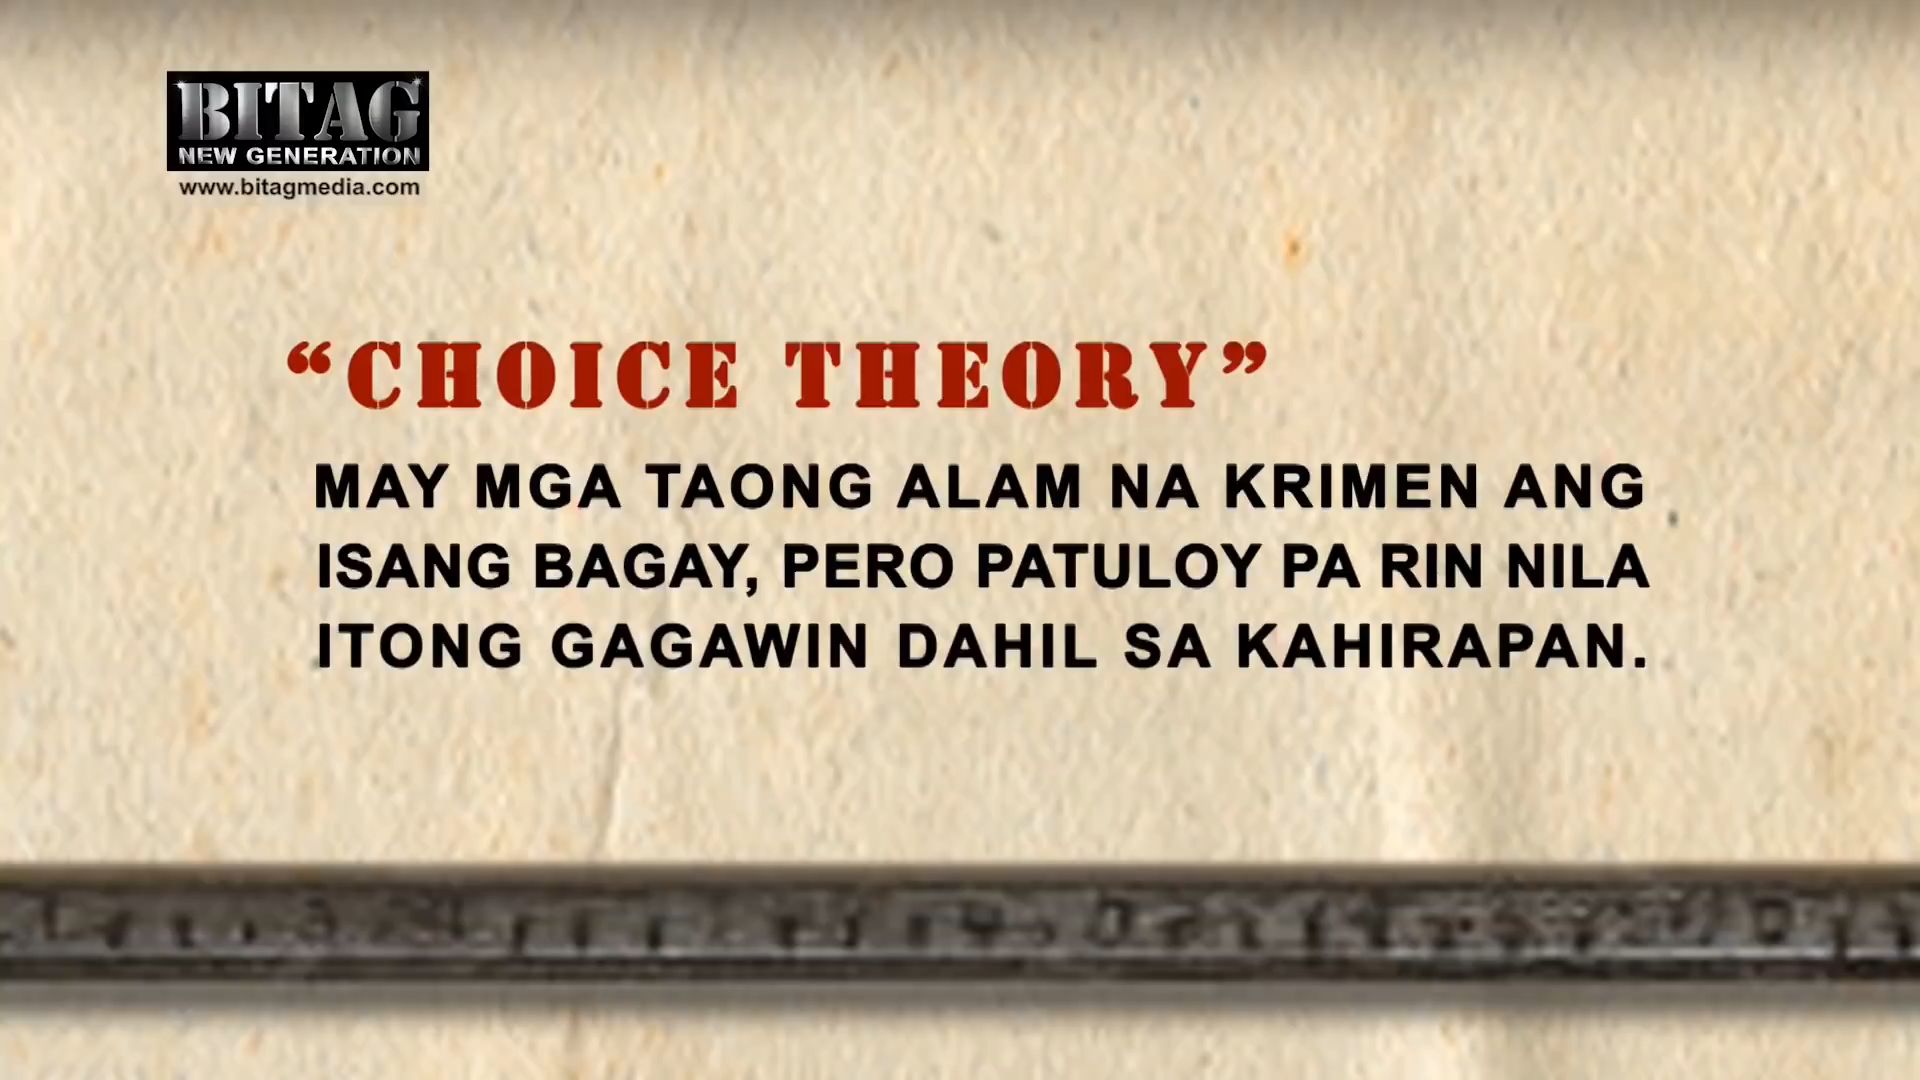 BITAG
NEW GENERATION
www.bitagmedia.com
“CHOICE THEORY”
MAY MGA TAONG ALAM NA KRIMEN ANG
ISANG BAGAY, PERO PATULOY PA RIN NILA
ITONG GAGAWIN DAHIL SA KAHIRAPAN.